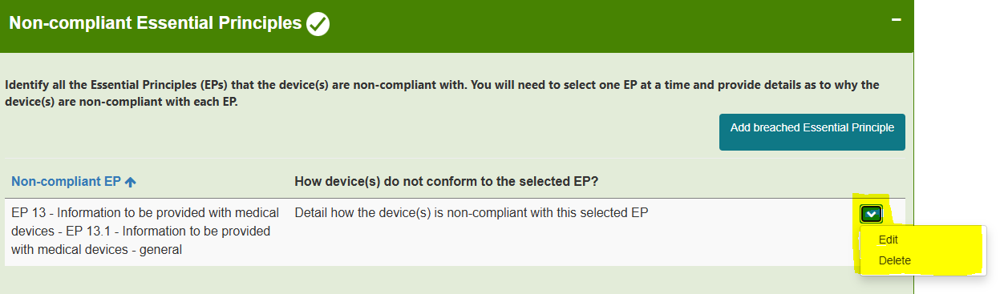 Non-compliant Essential Principles
Identify all the Essential Principles (EPs) that the device(s) are non-compliant with. You will need to select one EP at a time and provide details as to why the
device(s) are non-compliant with each EP.
Add breached Essential Principle
Non-compliant EP
How device(s) do not conform to the selected EP?
EP 13 - Information to be provided with medical
devices - EP 13.1 - Information to be provided
with medical devices - general
Detail how the device(s) is non-compliant with this selected EP
Edit
Delete